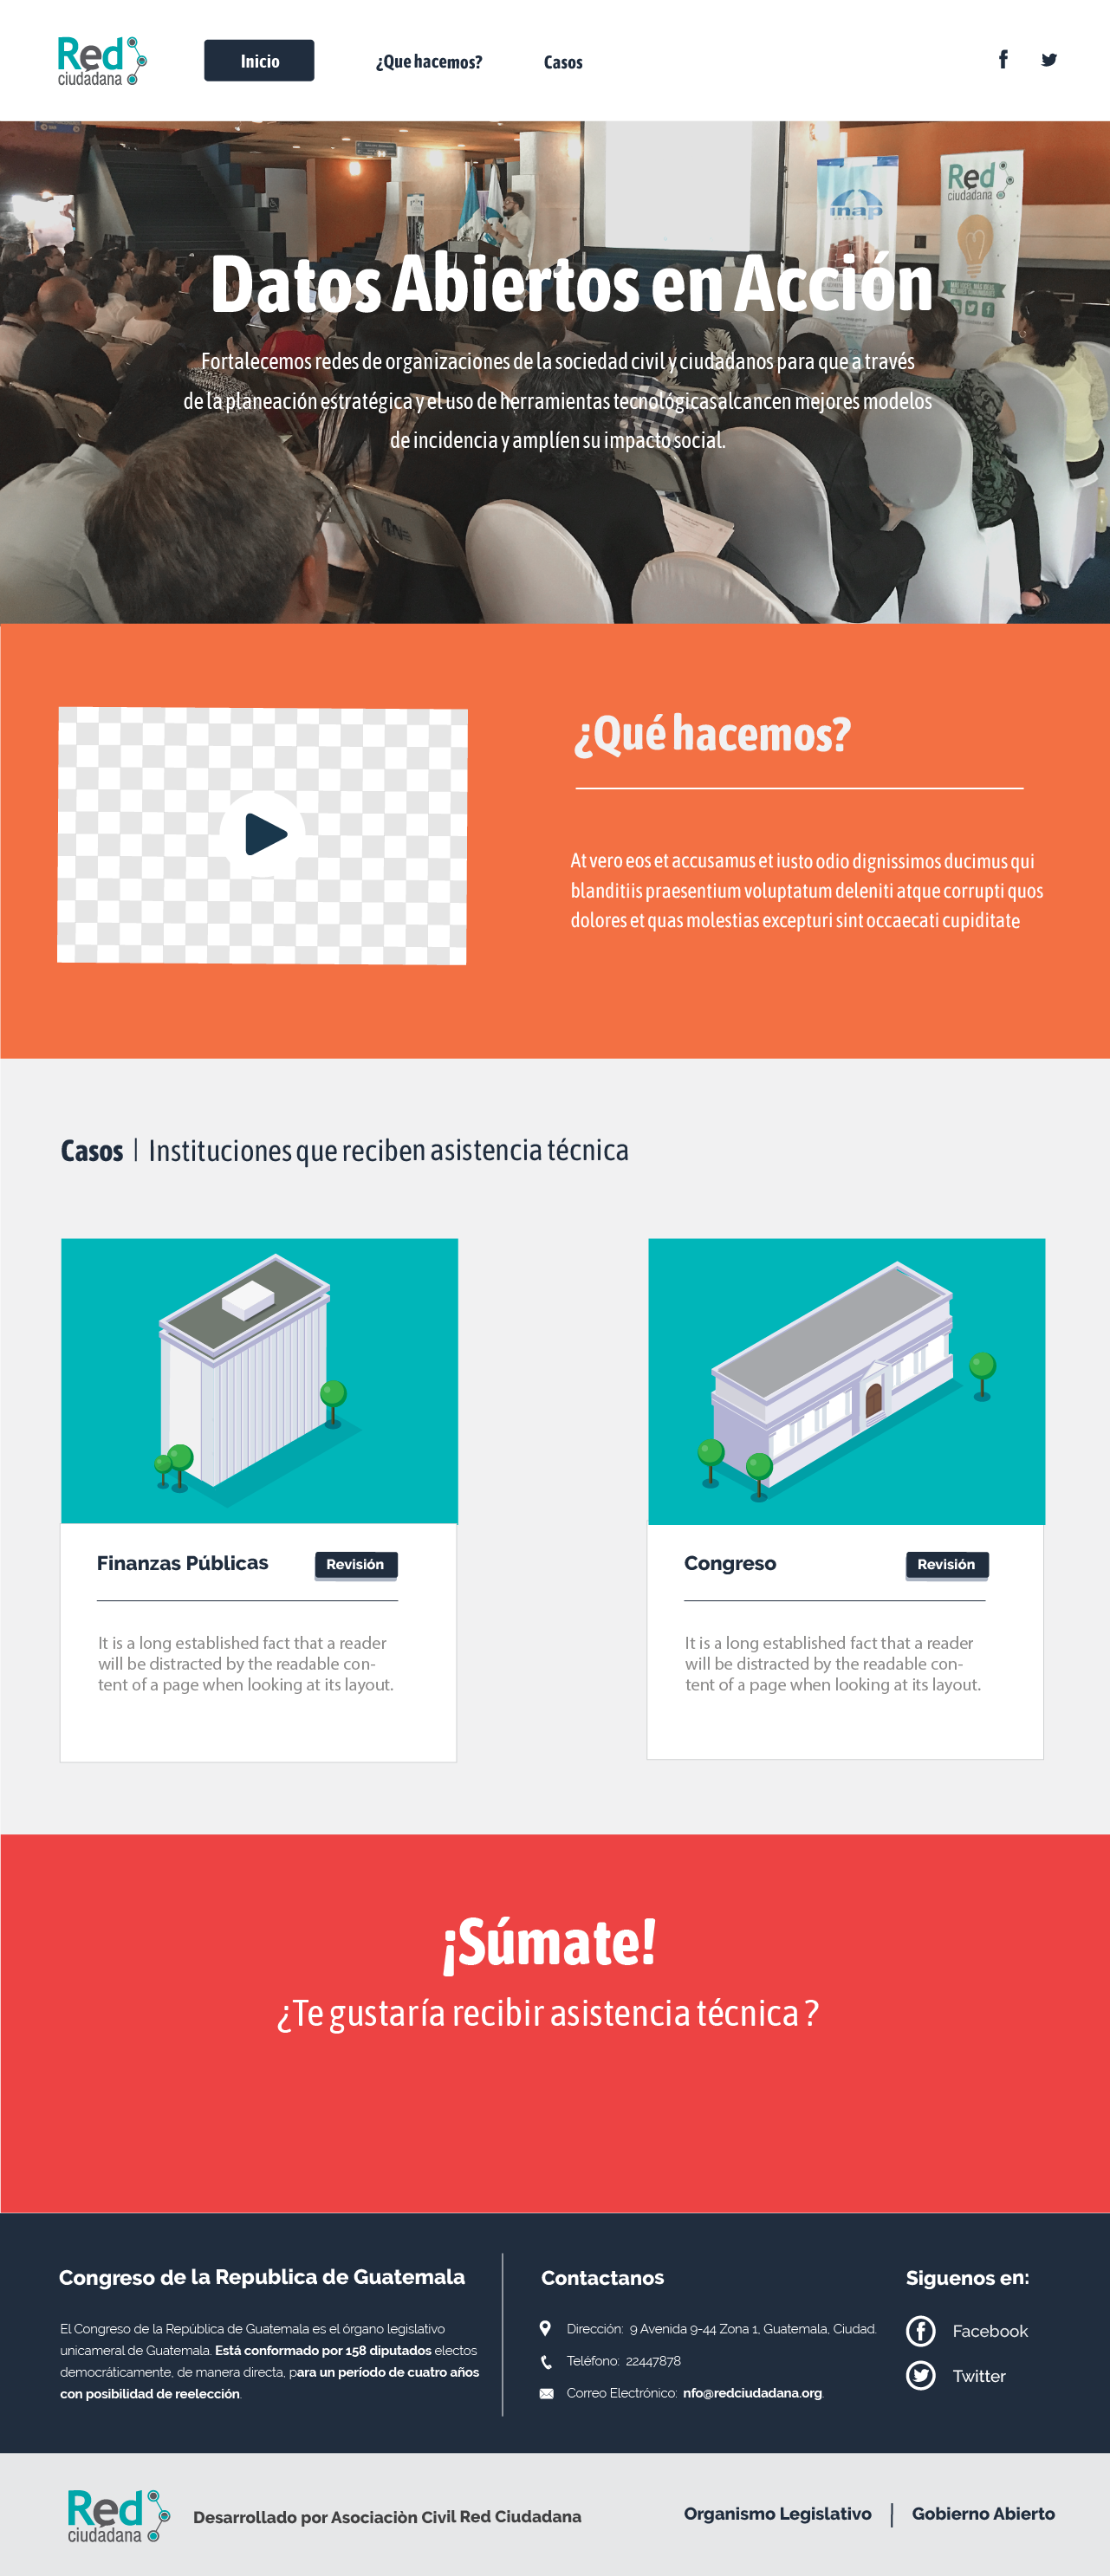 Red
ciudadana
Inicio
¿Que hacemos?
Casos
inap
Red
ciudadana
Datos Abiertos en Acción
Fortalecemos redes de organizaciones de la sociedad civil y ciudadanos para que a través
de la planeación estratégica y el uso de herramientas tecnológicas alcancen mejores modelos
de incidencia y amplíen su impacto social.
¿Qué hacemos?
At vero eos et accusamus et iusto odio dignissimos ducimus qui
blanditiis praesentium voluptatum deleniti atque corrupti quos
dolores et quas molestias excepturi sint occaecati cupiditate
Casos | Instituciones que reciben asistencia técnica
Finanzas Públicas
Revisión
It is a long established fact that a reader
will be distracted by the readable con-
tent of a page when looking at its layout.
Congreso
Revisión
It is a long established fact that a reader
will be distracted by the readable con-
tent of a page when looking at its layout.
¡Súmate!
¿Te gustaría recibir asistencia técnica ?
Congreso de la Republica de Guatemala
El Congreso de la República de Guatemala es el órgano legislativo
unicameral de Guatemala. Está conformado por 158 diputados electos
democráticamente, de manera directa, para un período de cuatro años
con posibilidad de reelección.
Contactanos
Dirección: 9 Avenida 9-44 Zona 1, Guatemala, Ciudad.
Teléfono: 22447878
Correo Electrónico: nfo@redciudadana.org.
Siguenos en:
Facebook
Twitter
Red
ciudadana
Desarrollado por Asociaciòn Civil Red Ciudadana
Organismo Legislativo | Gobierno Abierto